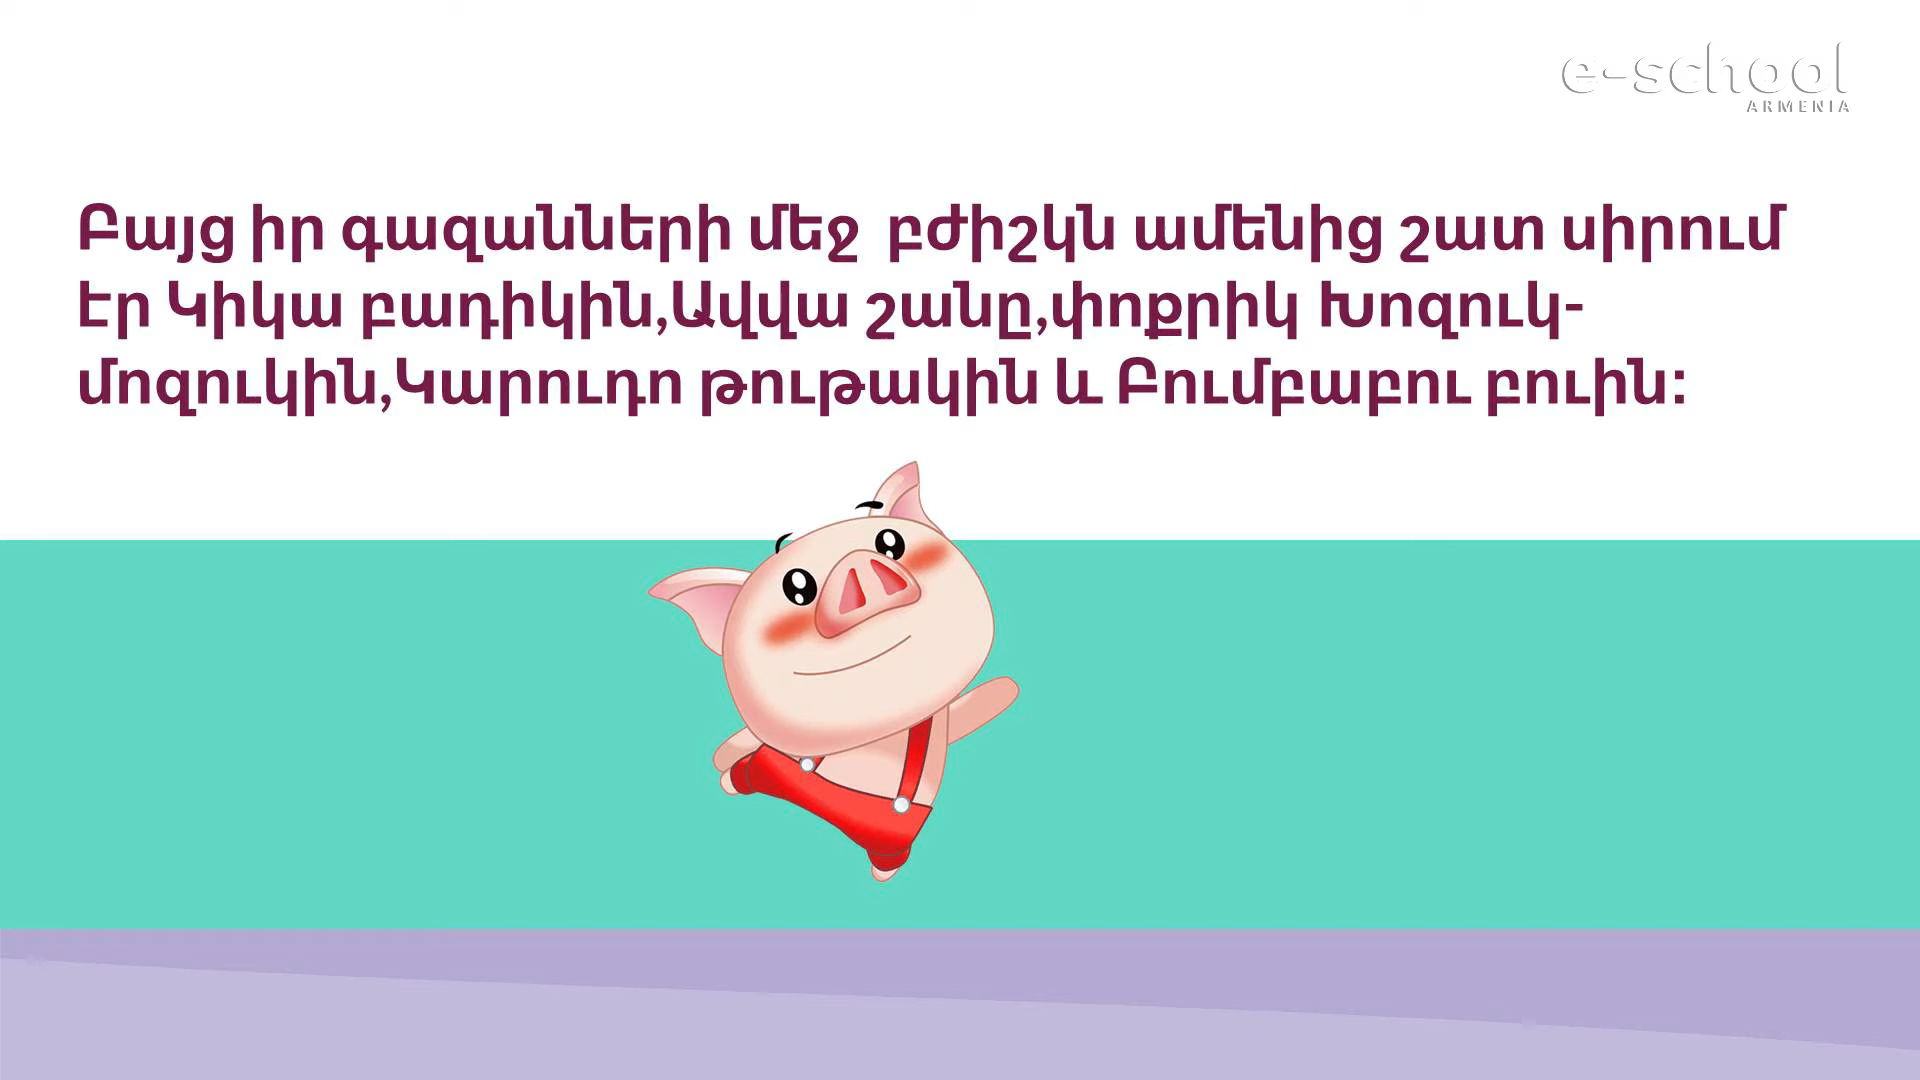 e-school
ARMENIA
Բայց իր գազանների մեջ բժիշկն ամենից շատ սիրում
էր Կիկա բադիկին,Ավվա շանը,փոքրիկ Խոզուկ-
մոզուկին,Կարուդո թութակին և Բումբաբու բուին: